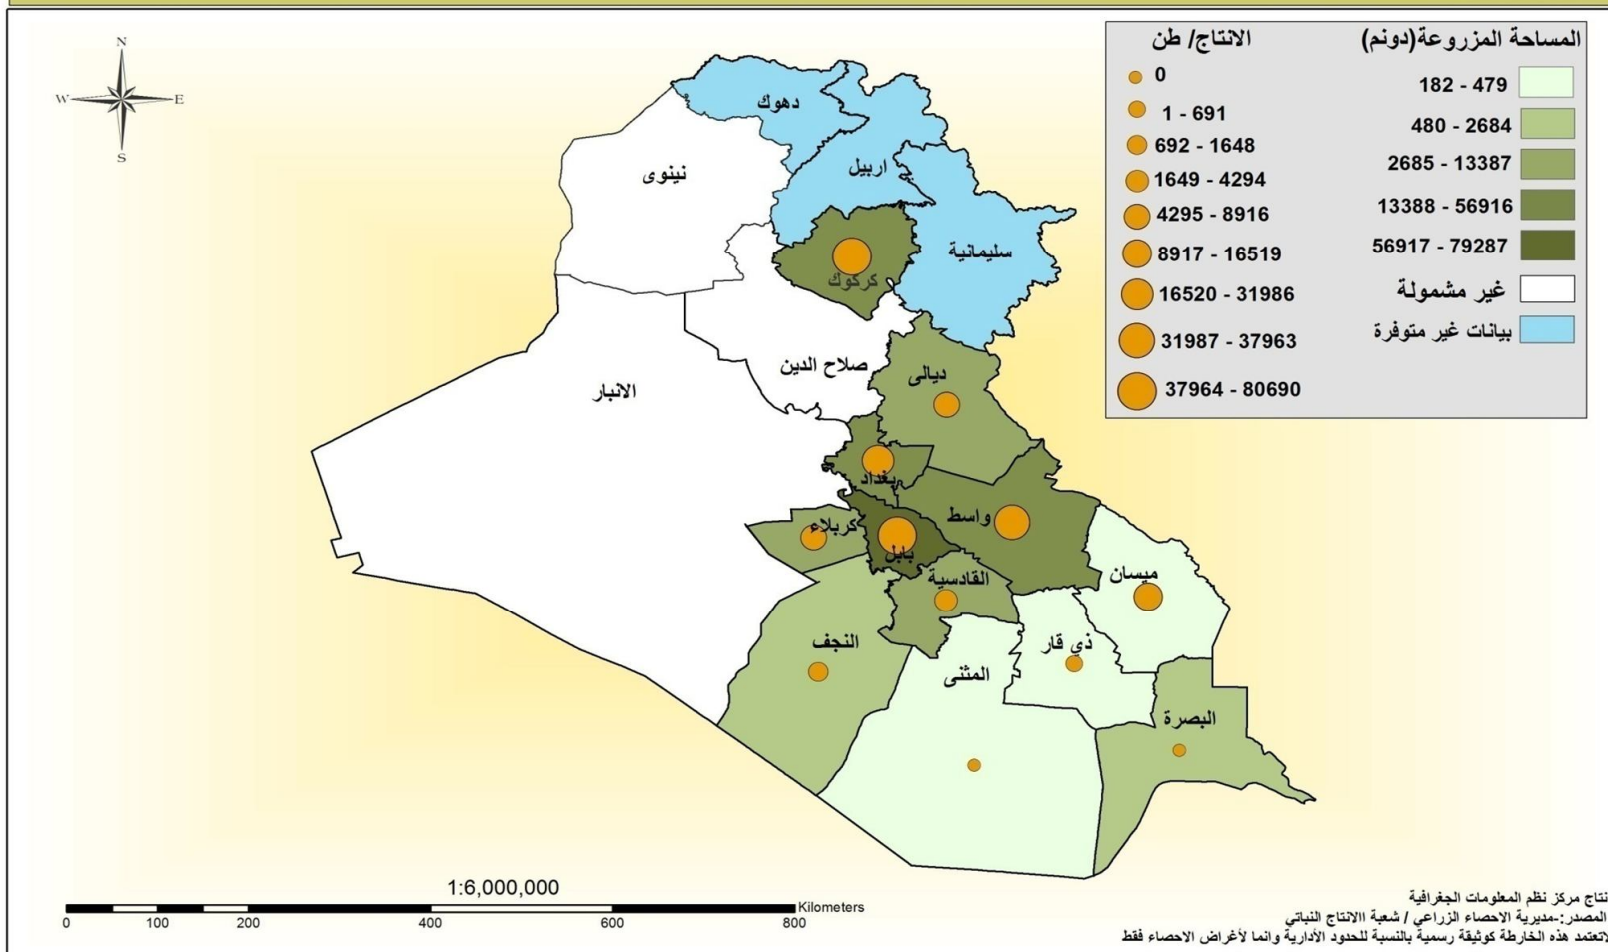 N
W E
S
الانتاج/ طن
0
1 - 691
692 - 1648
1649 - 4294
4295 - 8916
8917 - 16519
16520 - 31986
31987 - 37963
37964 - 80690
المساحة المزروعة(دونم)
182 - 479
480 - 2684
2685 - 13387
13388 - 56916
56917 - 79287
غير مشمولة
بيانات غير متوفرة
دهوك
اربيل
نينوى
سليمانية
كركوك
صلاح الدين
ديالى
الانبار
بغداد
واسط
كربلاء
بابل
القادسية
ميسان
النجف
ذي قار
المثنى
البصرة
1:6,000,000
Kilometers
0 100 200 400 600 800
نتاج مركز نظم المعلومات الجغرافية
المصدر:-مديرية الاحصاء الزراعي / شعبة االانتاج النباتي
لاتعتمد هذه الخارطة كوثيقة رسمية بالنسبة للحدود الأدارية وانما لأغراض الاحصاء فقط